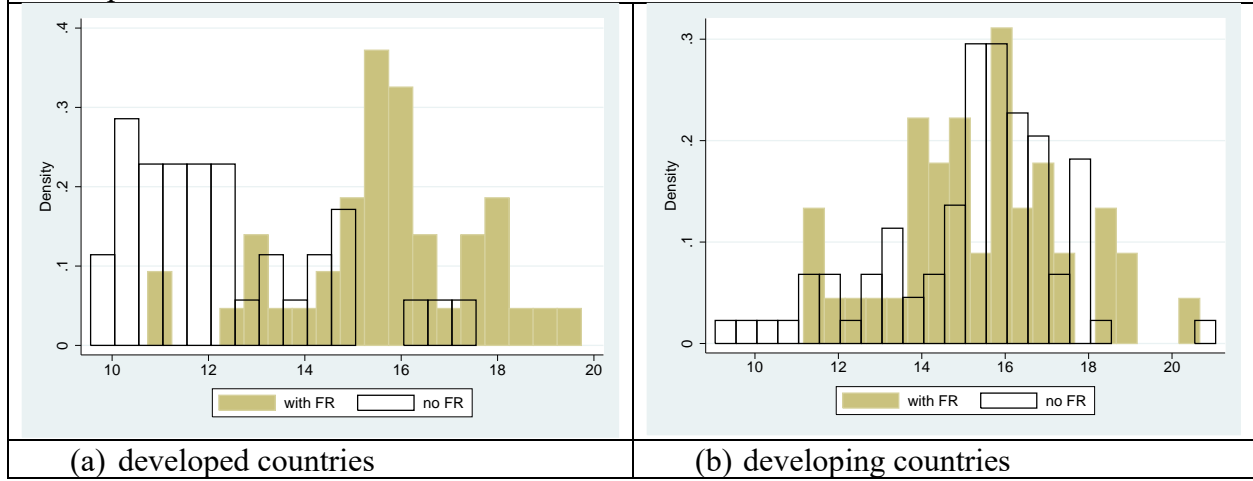 Density
.4
.3
.2
.1
0
10 12 14 16 18 20
with FR no FR
(a) developed countries
Density
.3
.2
.1
0
10 12 14 16 18 20
with FR no FR
(b) developing countries